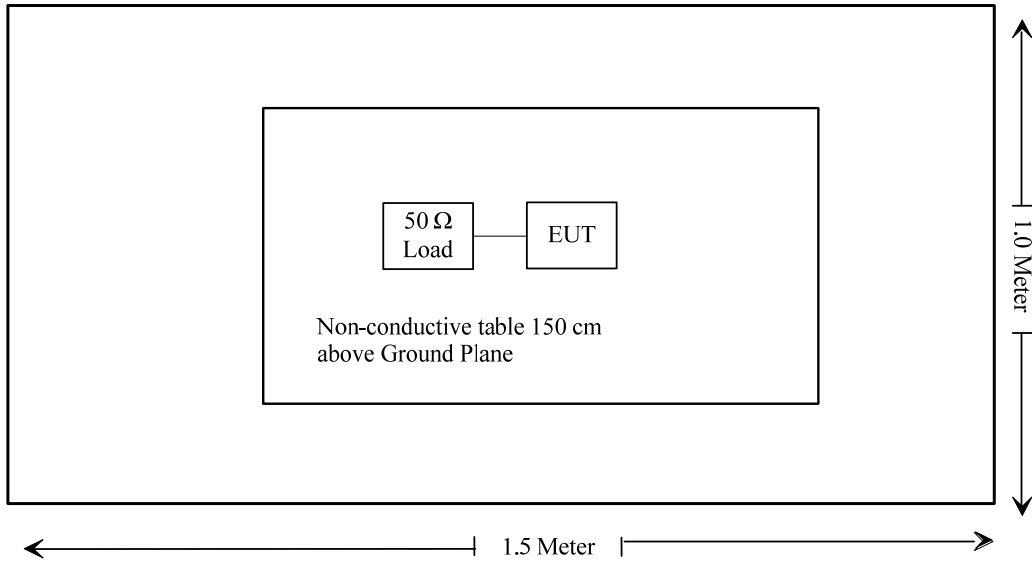 50 Ω
Load
EUT
Non-conductive table 150 cm
above Ground Plane
1.0 Meter
1.5 Meter